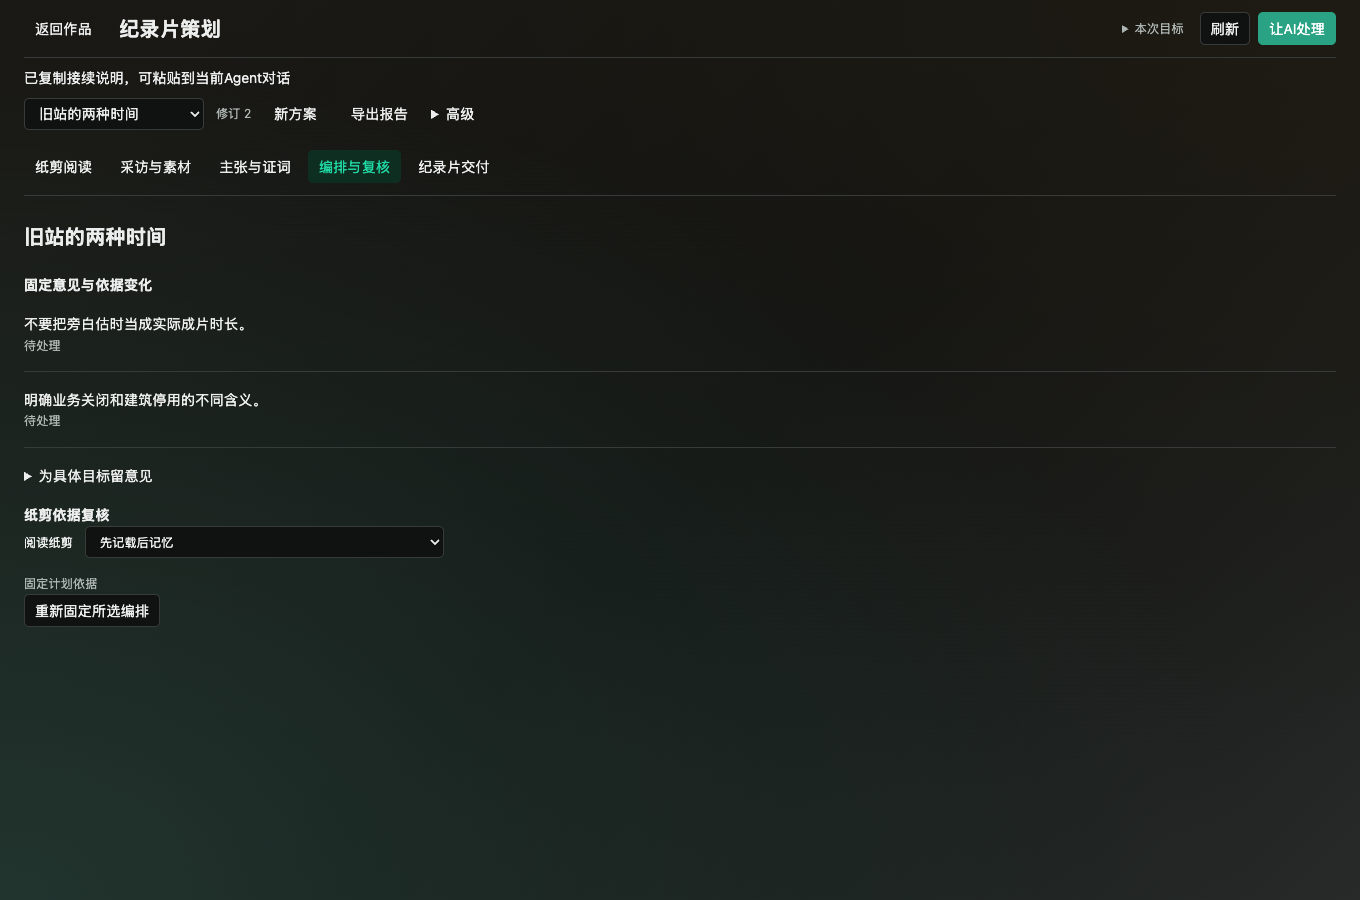 返回作品 纪录片策划 ▶ 本次目标 刷新 让AI处理
已复制接续说明，可粘贴到当前Agent对话
旧站的两种时间 修订 2 新方案 导出报告 ▶ 高级
纸剪阅读 采访与素材 主张与证词 编排与复核 纪录片交付
旧站的两种时间
固定意见与依据变化
不要把旁白估时当成实际成片时长。
待处理
明确业务关闭和建筑停用的不同含义。
待处理
▶ 为具体目标留意见
纸剪依据复核
阅读纸剪 先记载后记忆
固定计划依据
重新固定所选编排